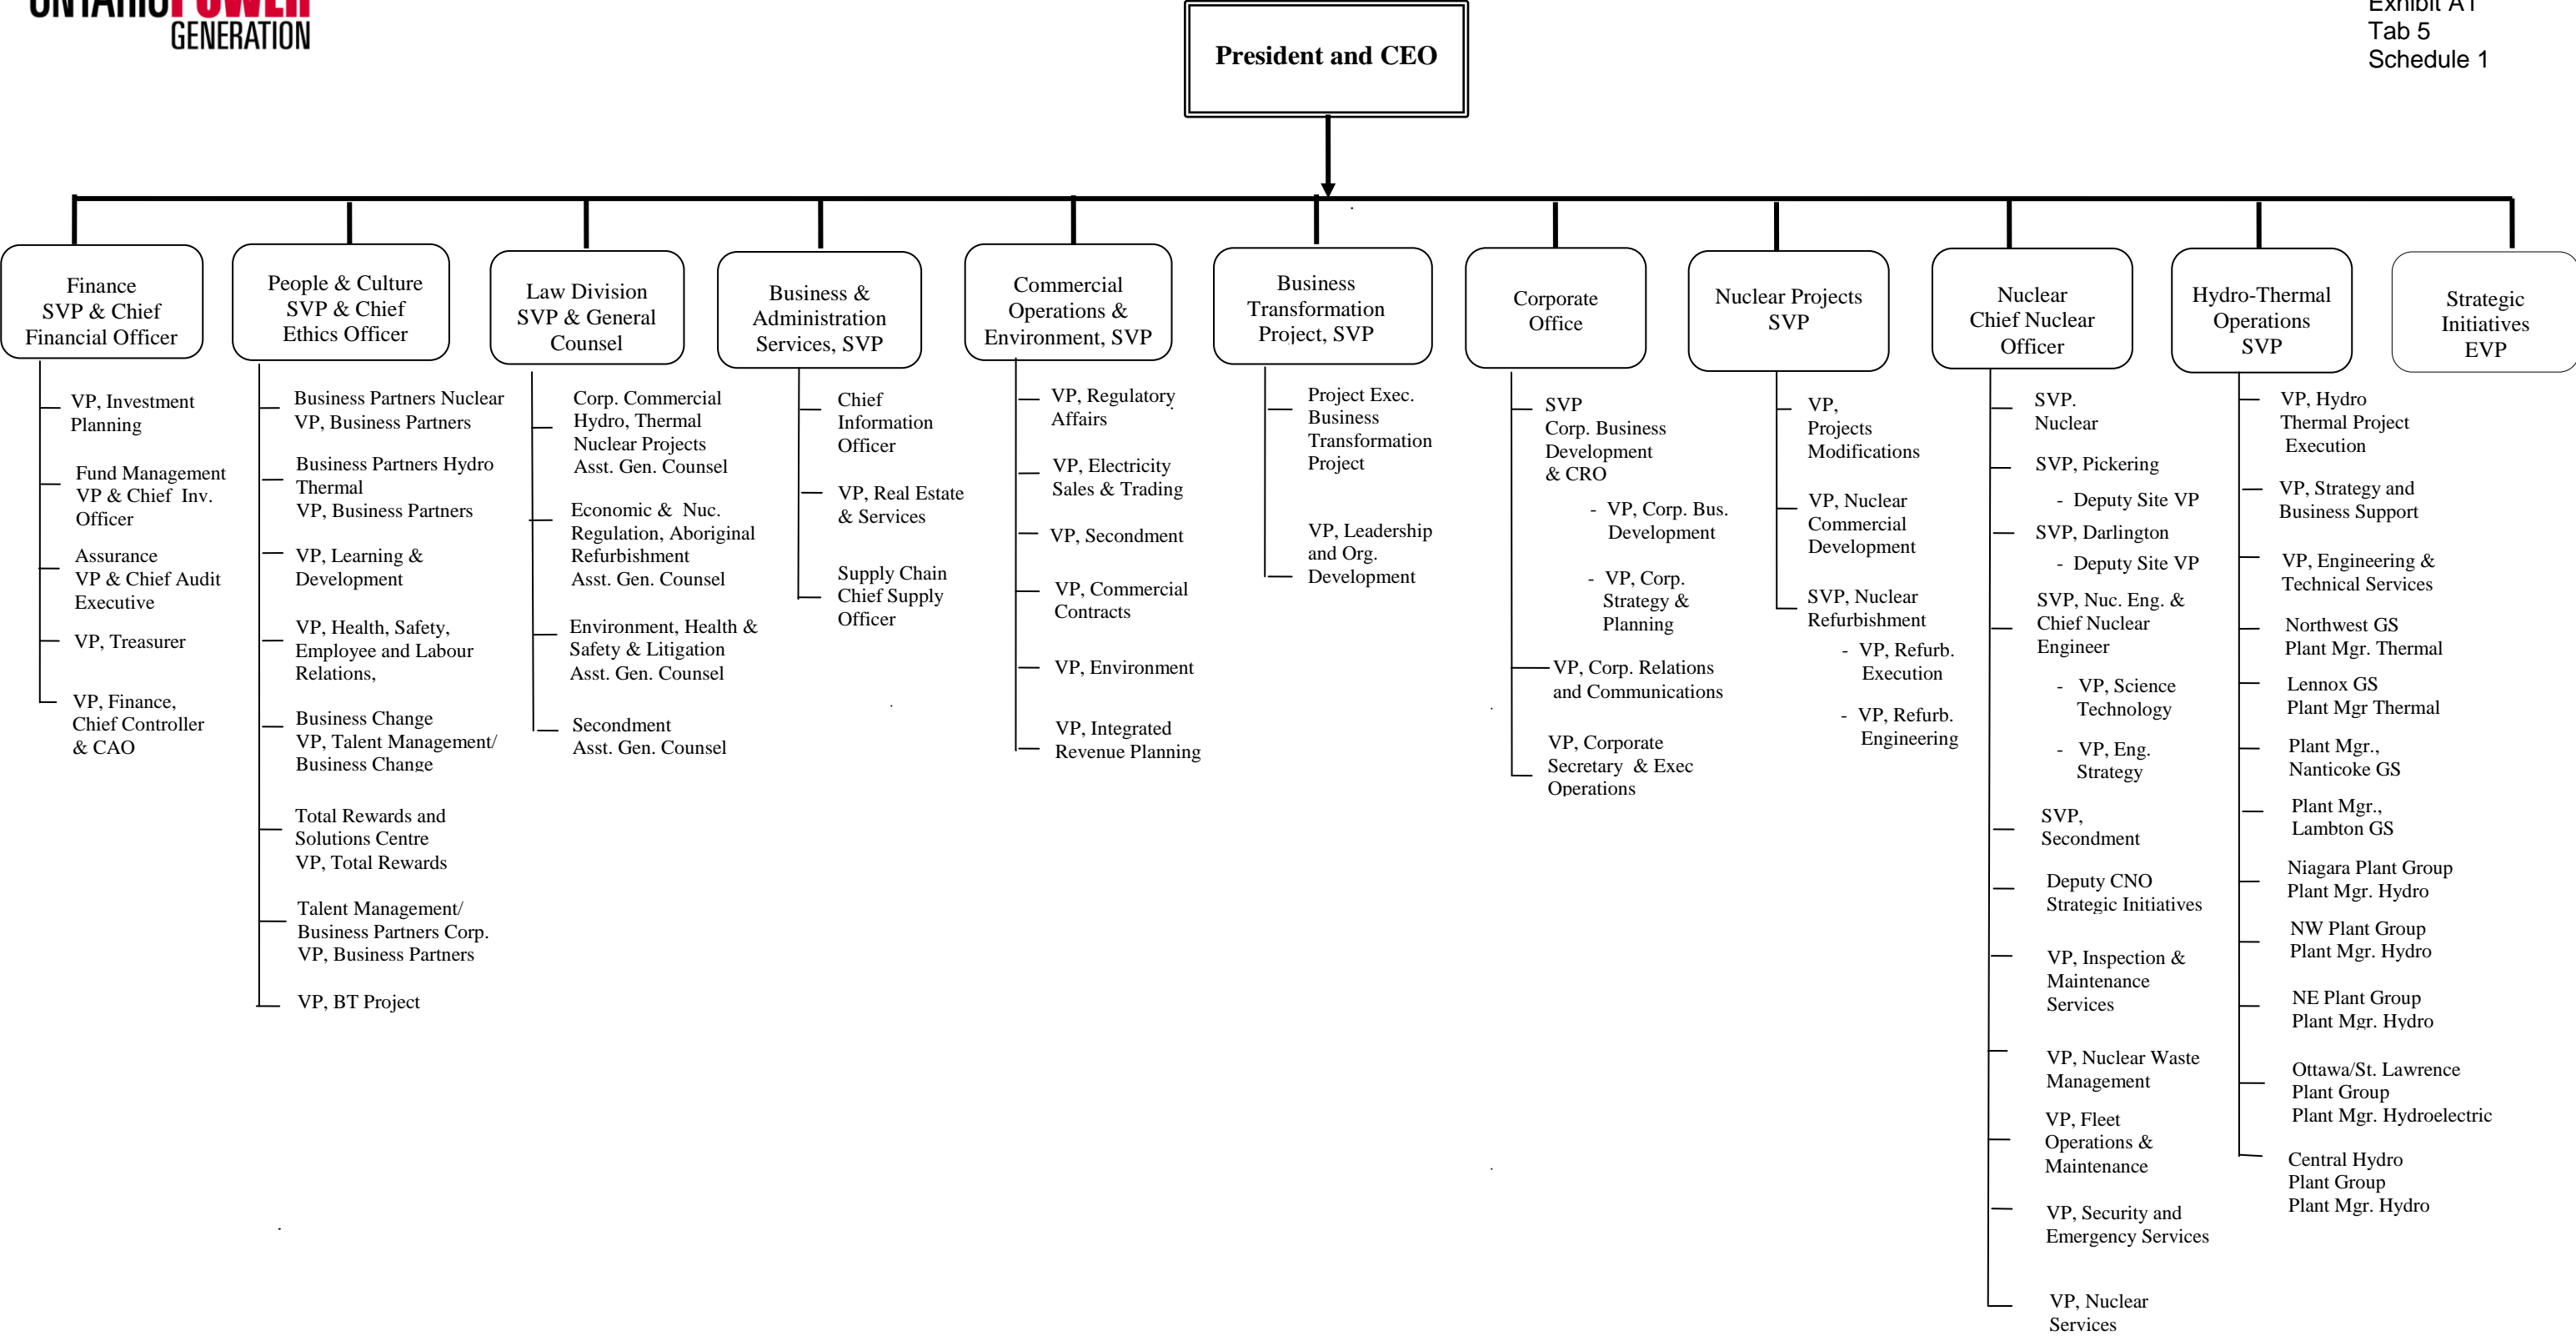 ONTARIOPOWER
GENERATION
Exhibit A1
Tab 5
Schedule 1
President and CEO
Finance
SVP & Chief
Financial Officer
VP, Investment
Planning
Fund Management
VP & Chief Inv.
Officer
Assurance
VP & Chief Audit
Executive
VP, Treasurer
VP, Finance,
Chief Controller
& CAO
People & Culture
SVP & Chief
Ethics Officer
Business Partners Nuclear
VP, Business Partners
Business Partners Hydro
Thermal
VP, Business Partners
VP, Learning &
Development
VP, Health, Safety,
Employee and Labour
Relations,
Business Change
VP, Talent Management/
Business Change
Total Rewards and
Solutions Centre
VP, Total Rewards
Talent Management/
Business Partners Corp.
VP, Business Partners
VP, BT Project
Law Division
SVP & General
Counsel
Corp. Commercial
Hydro, Thermal
Nuclear Projects
Asst. Gen. Counsel
Economic & Nuc.
Regulation, Aboriginal
Refurbishment
Asst. Gen. Counsel
Environment, Health &
Safety & Litigation
Asst. Gen. Counsel
Secondment
Asst. Gen. Counsel
Business &
Administration
Services, SVP
Chief
Information
Officer
VP, Real Estate
& Services
Supply Chain
Chief Supply
Officer
Commercial
Operations &
Environment, SVP
VP, Regulatory
Affairs
VP, Electricity
Sales & Trading
VP, Secondment
VP, Commercial
Contracts
VP, Environment
VP, Integrated
Revenue Planning
Business
Transformation
Project, SVP
Project Exec.
Business
Transformation
Project
VP, Leadership
and Org.
Development
Corporate
Office
SVP
Corp. Business
Development
& CRO
- VP, Corp. Bus.
Development
- VP, Corp.
Strategy &
Planning
VP, Corp. Relations
and Communications
VP, Corporate
Secretary & Exec
Operations
Nuclear Projects
SVP
VP,
Projects
Modifications
VP, Nuclear
Commercial
Development
SVP, Nuclear
Refurbishment
- VP, Refurb.
Execution
- VP, Refurb.
Engineering
Nuclear
Chief Nuclear
Officer
SVP.
Nuclear
SVP, Pickering
- Deputy Site VP
SVP, Darlington
- Deputy Site VP
SVP, Nuc. Eng. &
Chief Nuclear
Engineer
- VP, Science
Technology
- VP, Eng.
Strategy
SVP,
Secondment
Deputy CNO
Strategic Initiatives
VP, Inspection &
Maintenance
Services
VP, Nuclear Waste
Management
VP, Fleet
Operations &
Maintenance
VP, Security and
Emergency Services
VP, Nuclear
Services
Hydro-Thermal
Operations
SVP
VP, Hydro
Thermal Project
Execution
VP, Strategy and
Business Support
VP, Engineering &
Technical Services
Northwest GS
Plant Mgr. Thermal
Lennox GS
Plant Mgr Thermal
Plant Mgr.,
Nanticoke GS
Plant Mgr.,
Lambton GS
Niagara Plant Group
Plant Mgr. Hydro
NW Plant Group
Plant Mgr. Hydro
NE Plant Group
Plant Mgr. Hydro
Ottawa/St. Lawrence
Plant Group
Plant Mgr. Hydroelectric
Central Hydro
Plant Group
Plant Mgr. Hydro
Strategic
Initiatives
EVP